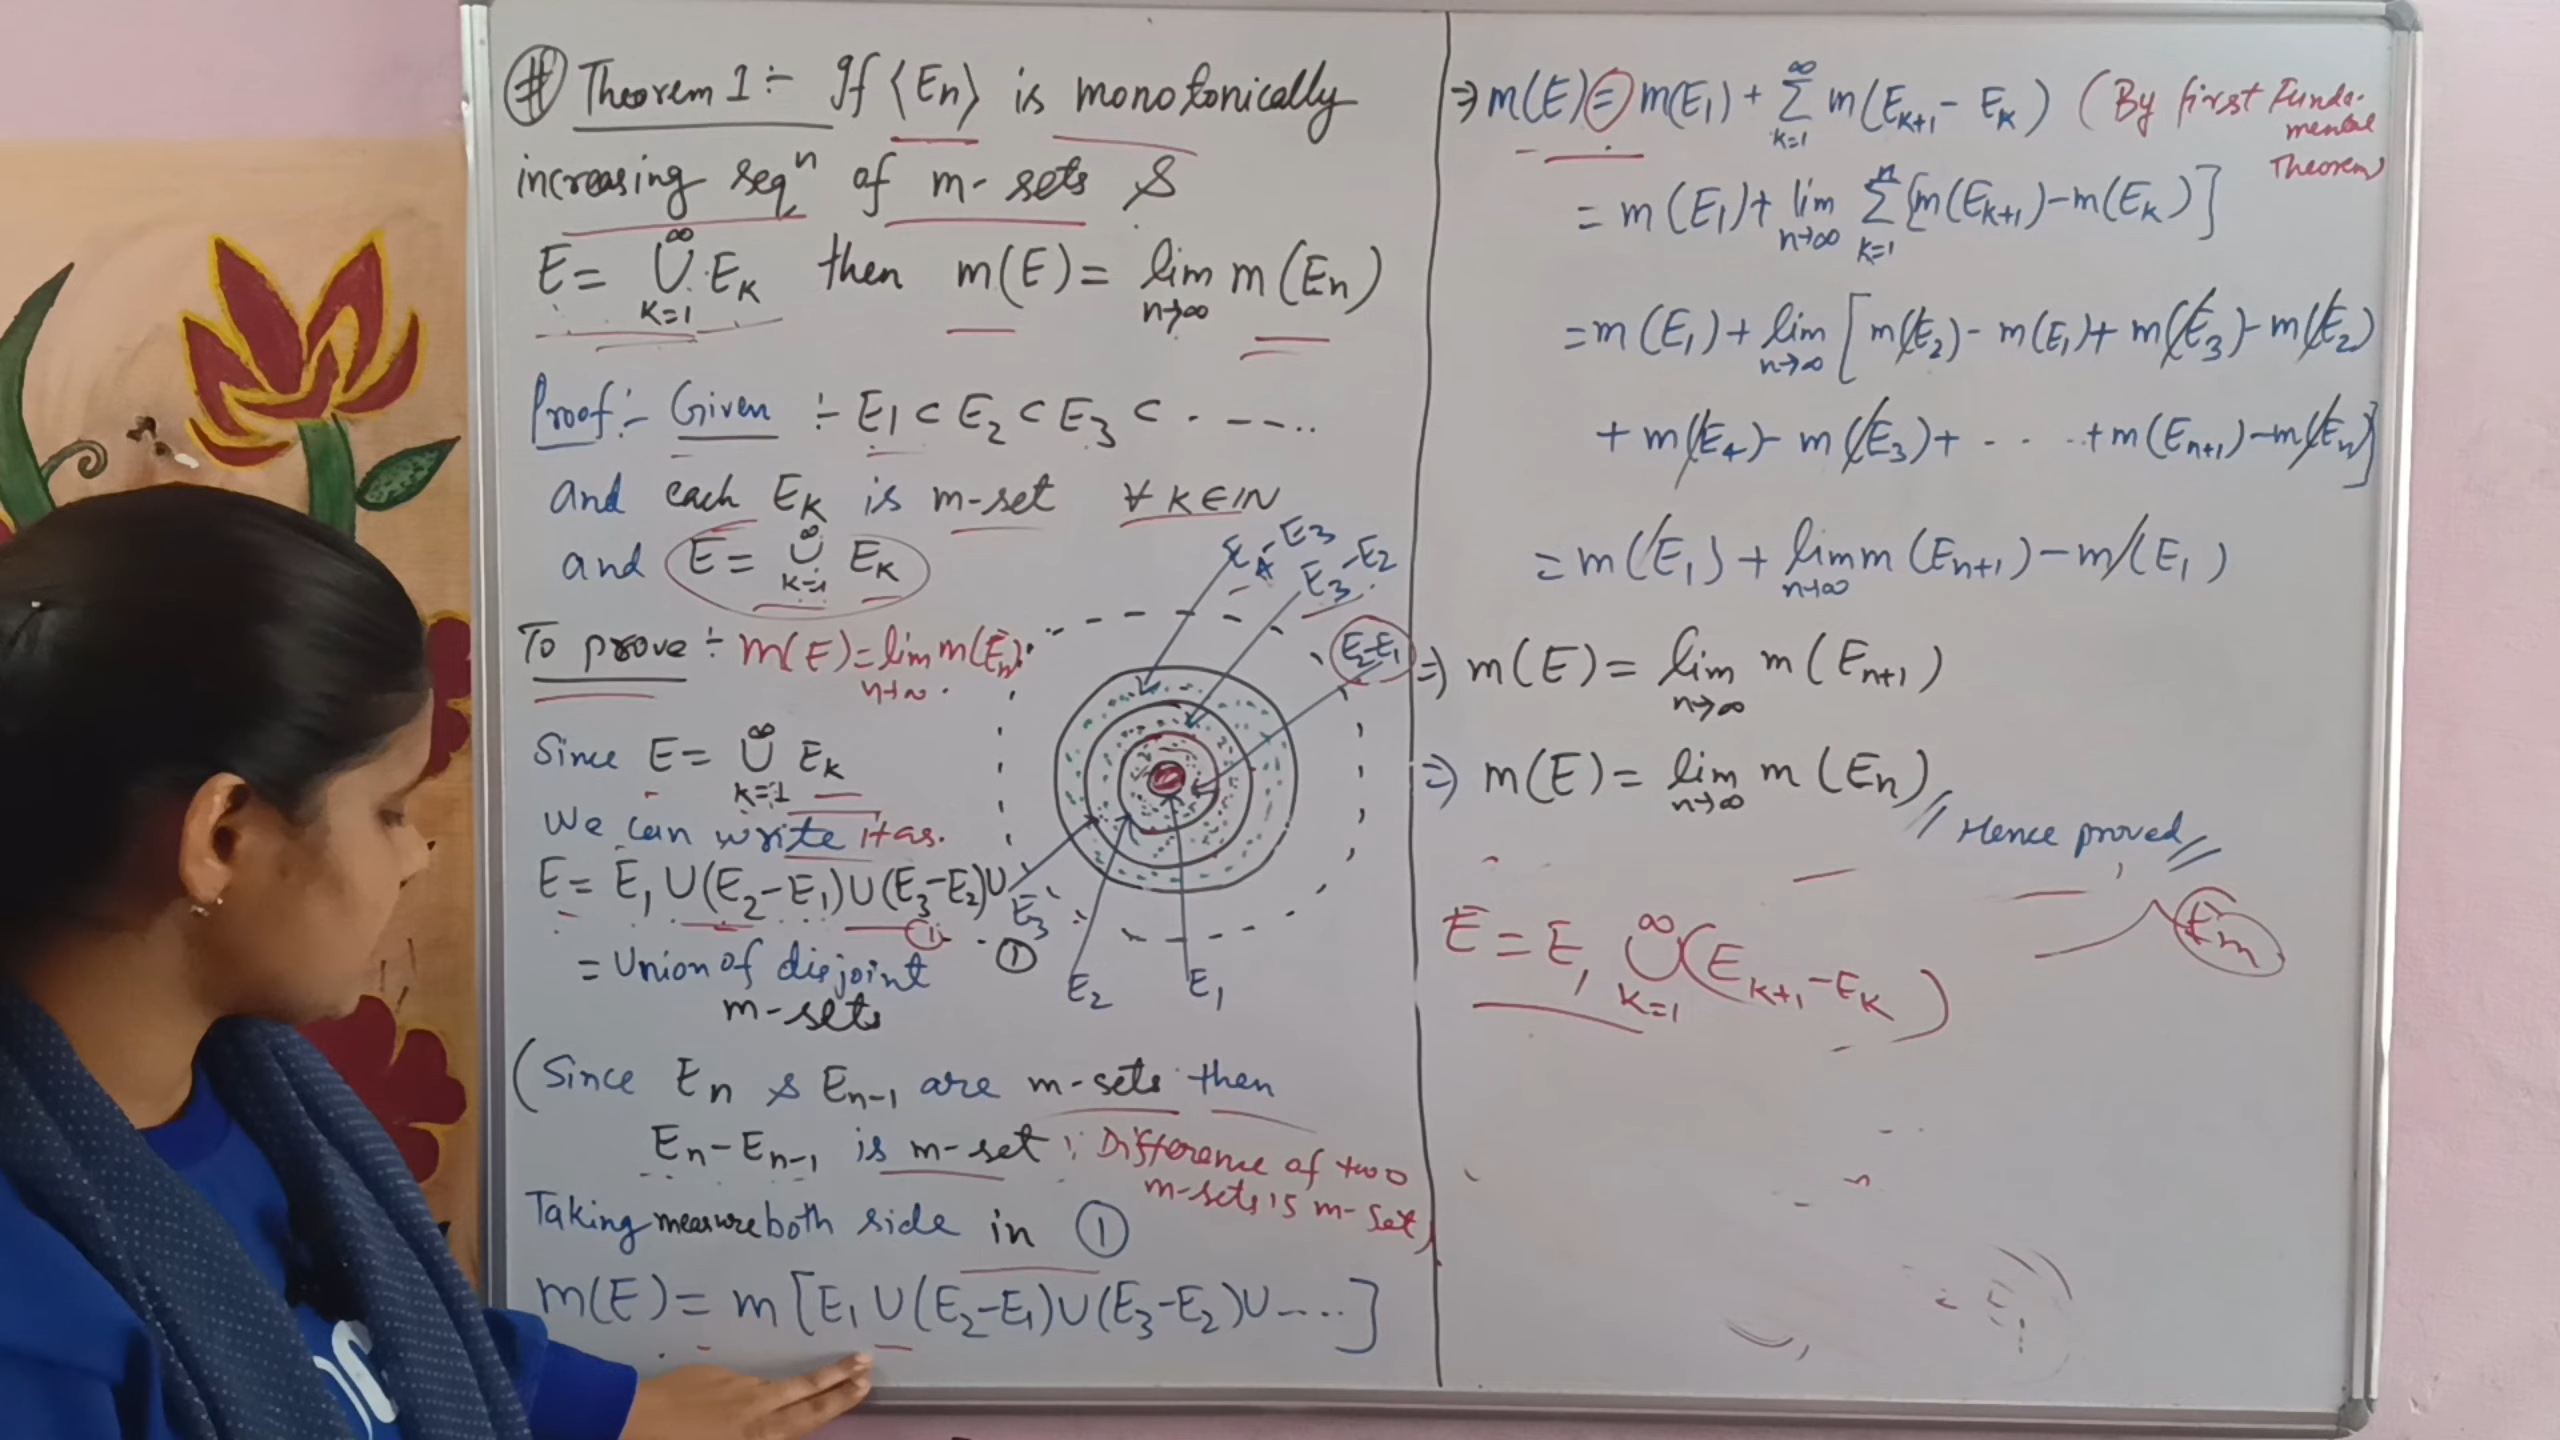 # Theorem 1 :- If ⟨En⟩ is monotonically
increasing seqⁿ of m-sets &
E = ∞ ∪ k=1 EK then m(E) = lim n→∞ m(En)
Proof :- Given :- E1 ⊂ E2 ⊂ E3 ⊂ . - - - . .
and each EK is m-set ∀ K ∈ IN
and E = ∞ ∪ K=1 EK
To prove ÷ m(E) = lim n→∞ m(En)
Since E = ∞ ∪ k=1 EK
We can write it as.
E = E1 ∪ (E2-E1) ∪ (E3-E2) ∪ ①
= Union of disjoint
m-sets
E4-E3
E3-E2
E2-E1
E3
E2
E1
(Since En & En-1 are m-sets then
En-En-1 is m-set ∵ Difference of two
m-sets is m-set)
Taking measure both side in ①
m(E) = m[E1 ∪ (E2-E1) ∪ (E3-E2) ∪ ----]
⇒ m(E) = m(E1) + ∞ Σ k=1 m(EK+1 - EK) (By first Funda-
mental
Theorem)
= m(E1) + lim n→∞ n Σ k=1 [m(EK+1) - m(EK)]
= m(E1) + lim n→∞ [m(E2) - m(E1) + m(E3) - m(E2)
+ m(E4) - m(E3) + . . . + m(En+1) - m(En)]
= m(E1) + lim n→∞ m(En+1) - m(E1)
⇒ m(E) = lim n→∞ m(En+1)
⇒ m(E) = lim n→∞ m(En)
// Hence proved //
Em
E = E1 ∞ ∪ k=1 (EK+1 - EK)